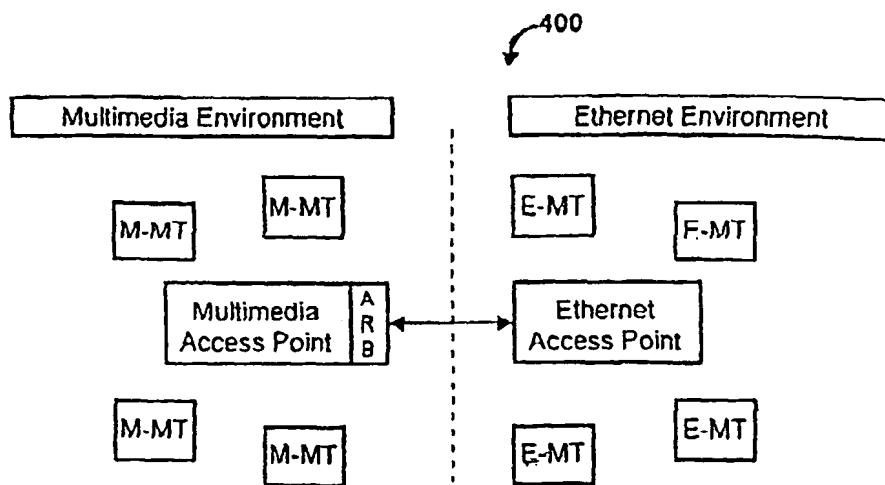 400
Multimedia Environment
Ethernet Environment
M-MT
M-MT
E-MT
E-MT
Multimedia
Access Point
A
R
B
Ethernet
Access Point
M-MT
M-MT
E-MT
E-MT